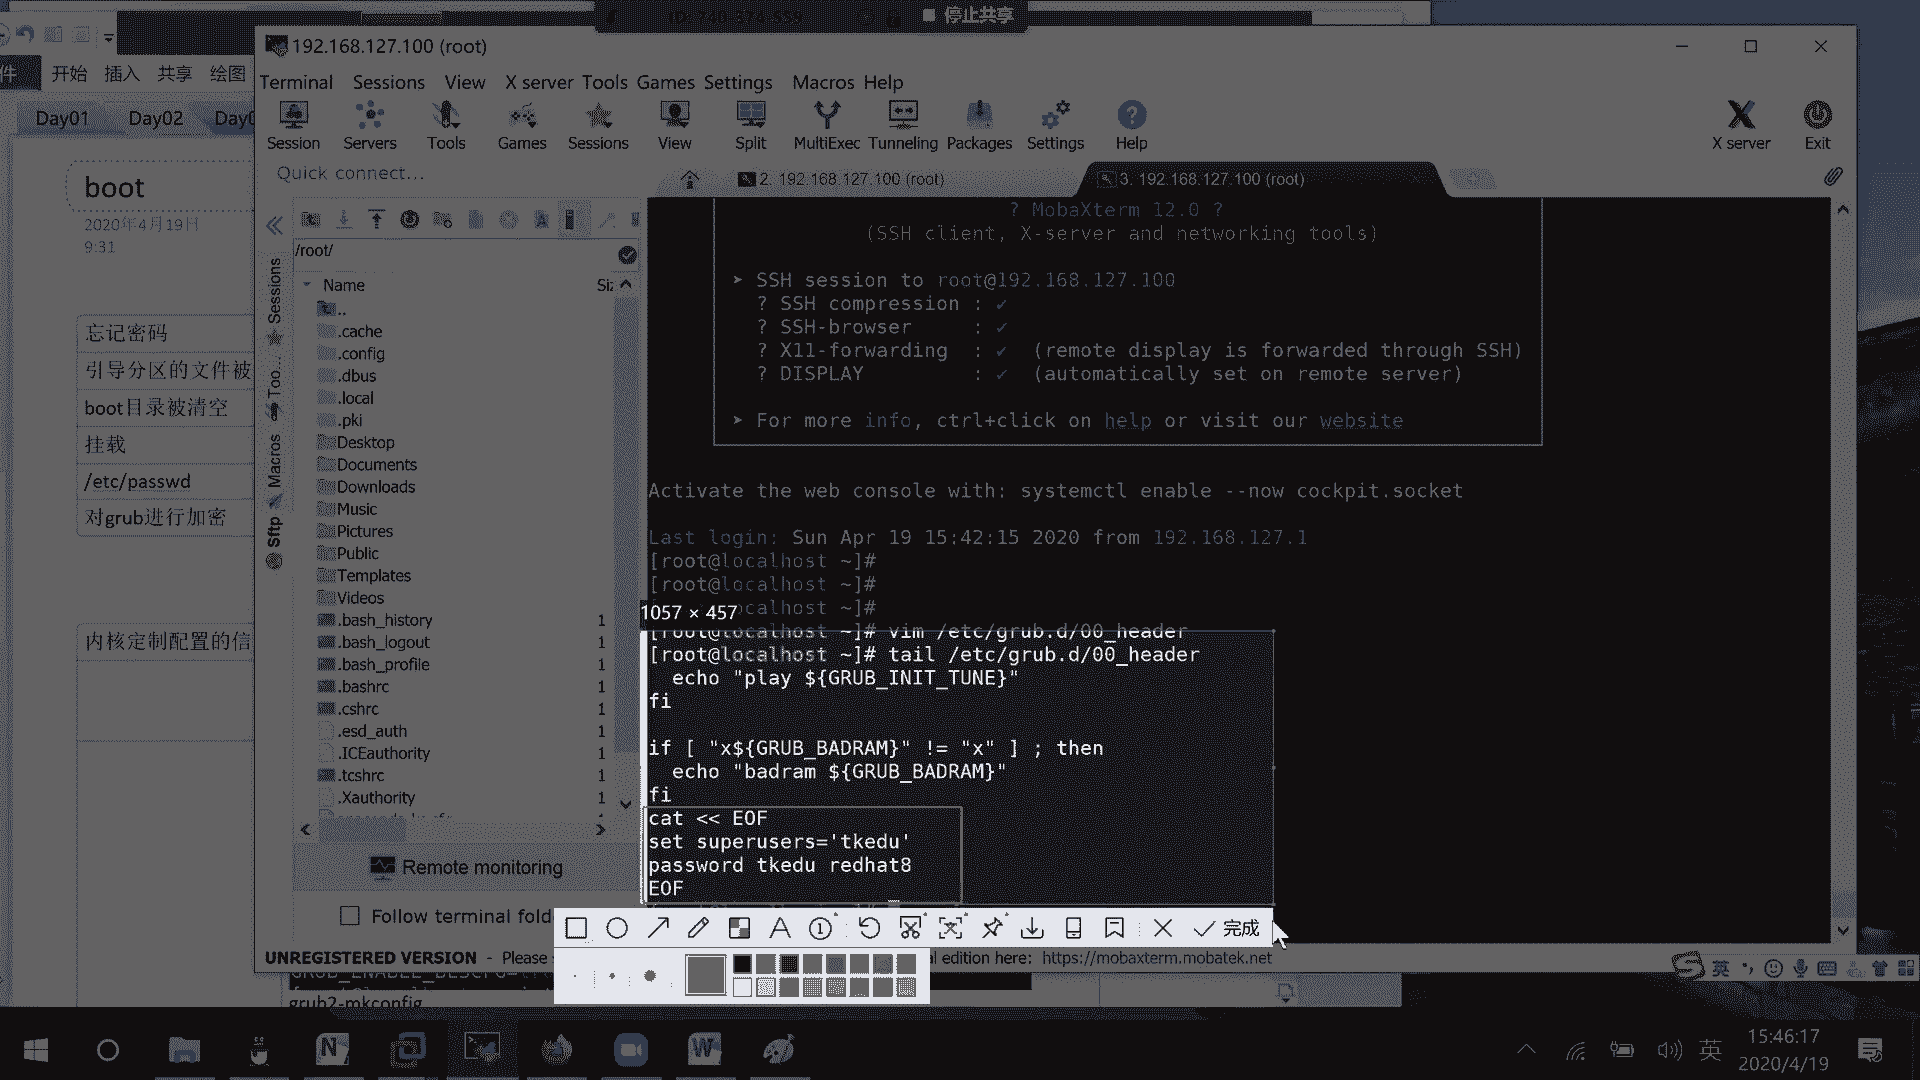 ID: 740-374-559
停止共享
件 开始 插入 共享 绘图
Day01 Day02 Day0
boot
2020年4月19日
9:31
忘记密码
引导分区的文件被
boot目录被清空
挂载
/etc/passwd
对grub进行加密
内核定制配置的信
192.168.127.100 (root)
Terminal Sessions View X server Tools Games Settings Macros Help
Session Servers Tools Games Sessions View Split MultiExec Tunneling Packages Settings Help X server Exit
Quick connect...
2. 192.168.127.100 (root)
3. 192.168.127.100 (root)
Sessions
Too...
Macros
Sftp
/root/
Name Siz
..
.cache
.config
.dbus
.local
.pki
Desktop
Documents
Downloads
Music
Pictures
Public
Templates
Videos
.bash_history 1
.bash_logout 1
.bash_profile 1
.bashrc 1
.cshrc 1
.esd_auth 1
.ICEauthority 1
.tcshrc 1
.Xauthority 1
Remote monitoring
Follow terminal fold
? MobaXterm 12.0 ?
(SSH client, X-server and networking tools)
➤ SSH session to root@192.168.127.100
? SSH compression : ✓
? SSH-browser : ✓
? X11-forwarding : ✓ (remote display is forwarded through SSH)
? DISPLAY : ✓ (automatically set on remote server)
➤ For more info, ctrl+click on help or visit our website
Activate the web console with: systemctl enable --now cockpit.socket
Last login: Sun Apr 19 15:42:15 2020 from 192.168.127.1
[root@localhost ~]#
[root@localhost ~]#
[root@localhost ~]#
1057 × 457
[root@localhost ~]# vim /etc/grub.d/00_header
[root@localhost ~]# tail /etc/grub.d/00_header
echo "play ${GRUB_INIT_TUNE}"
fi
if [ "x${GRUB_BADRAM}" != "x" ] ; then
echo "badram ${GRUB_BADRAM}"
fi
cat << EOF
set superusers='tkedu'
password tkedu redhat8
EOF
完成
UNREGISTERED VERSION - Please s
al edition here: https://mobaxterm.mobatek.net
grub2-mkconfig
英
英
15:46:17
2020/4/19